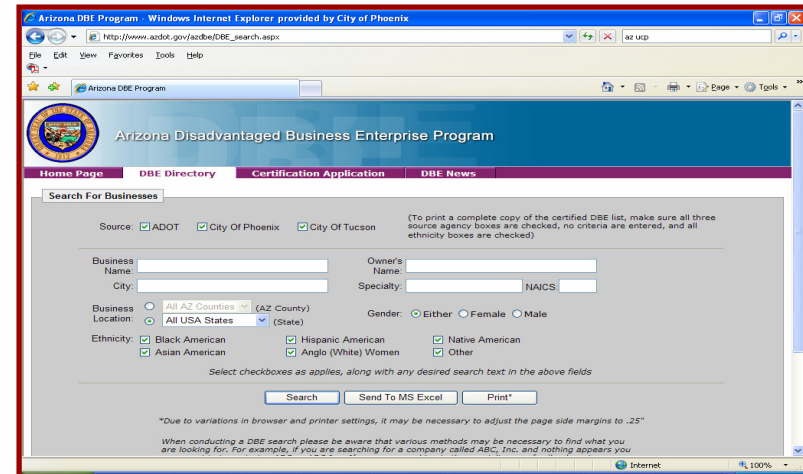 Arizona DBE Program - Windows Internet Explorer provided by City of Phoenix
http://www.azdot.gov/azdbe/DBE_search.aspx
az ucp
File Edit View Favorites Tools Help
Arizona DBE Program
Page Tools
Arizona Disadvantaged Business Enterprise Program
Home Page DBE Directory Certification Application DBE News
Search For Businesses
Source: ADOT City Of Phoenix City Of Tucson
(To print a complete copy of the certified DBE list, make sure all three
source agency boxes are checked, no criteria are entered, and all
ethnicity boxes are checked)
Business Name:
Owner's Name:
City:
Specialty:
NAICS:
Business Location:
All AZ Counties (AZ County)
All USA States (State)
Gender: Either Female Male
Ethnicity: Black American Hispanic American Native American
Asian American Anglo (White) Women Other
Select checkboxes as applies, along with any desired search text in the above fields
Search Send To MS Excel Print*
*Due to variations in browser and printer settings, it may be necessary to adjust the page side margins to .25"
When conducting a DBE search please be aware that various methods may be necessary to find what you
are looking for. For example, if you are searching for a company called ABC, Inc. and nothing appears you
Internet 100%